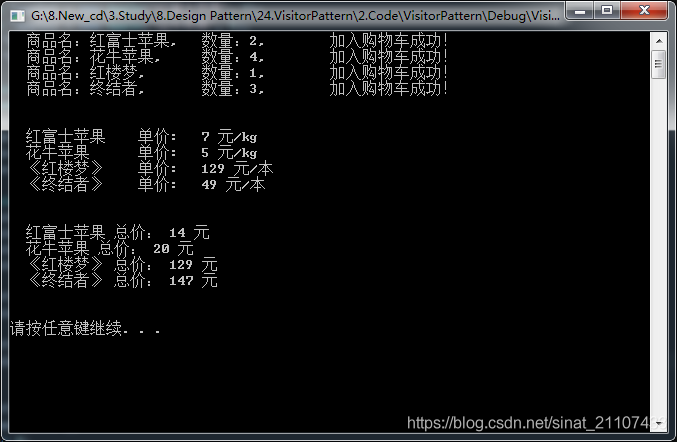 G:\8.New_cd\3.Study\8.Design Pattern\24.VisitorPattern\2.Code\VisitorPattern\Debug\Visi...
商品名：红富士苹果， 数量：2， 加入购物车成功！
商品名：花牛苹果， 数量：4， 加入购物车成功！
商品名：红楼梦， 数量：1， 加入购物车成功！
商品名：终结者， 数量：3， 加入购物车成功！
红富士苹果 单价： 7 元/kg
花牛苹果 单价： 5 元/kg
《红楼梦》 单价： 129 元/本
《终结者》 单价： 49 元/本
红富士苹果 总价： 14 元
花牛苹果 总价： 20 元
《红楼梦》 总价： 129 元
《终结者》 总价： 147 元
请按任意键继续. . .